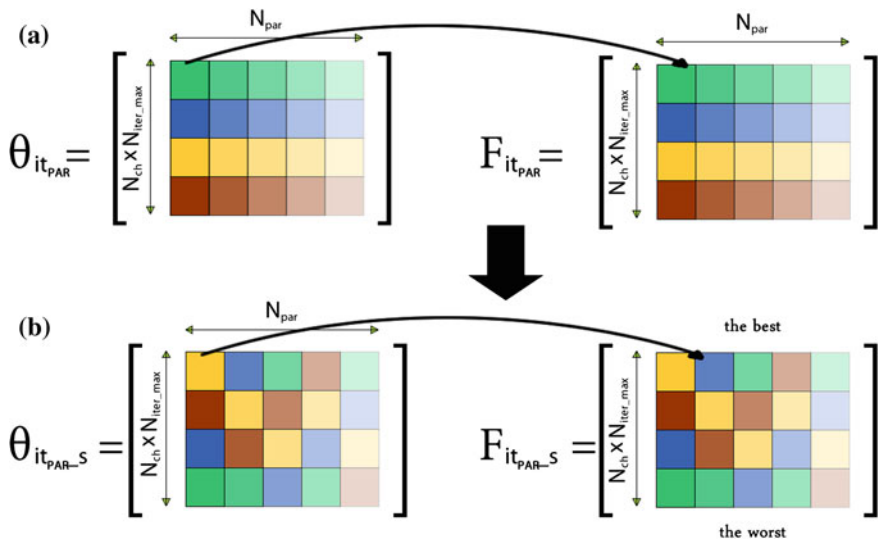 (a)
N_par
N_par
θ_it_PAR =
N_ch x N_iter_max
F_it_PAR =
N_ch x N_iter_max
(b)
N_par
the best
θ_it_PAR_S =
N_ch x N_iter_max
F_it_PAR_S =
N_ch x N_iter_max
the worst